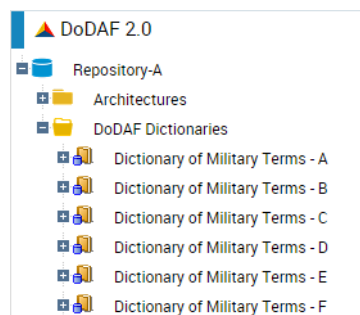 DoDAF 2.0
Repository-A
Architectures
DoDAF Dictionaries
Dictionary of Military Terms - A
Dictionary of Military Terms - B
Dictionary of Military Terms - C
Dictionary of Military Terms - D
Dictionary of Military Terms - E
Dictionary of Military Terms - F